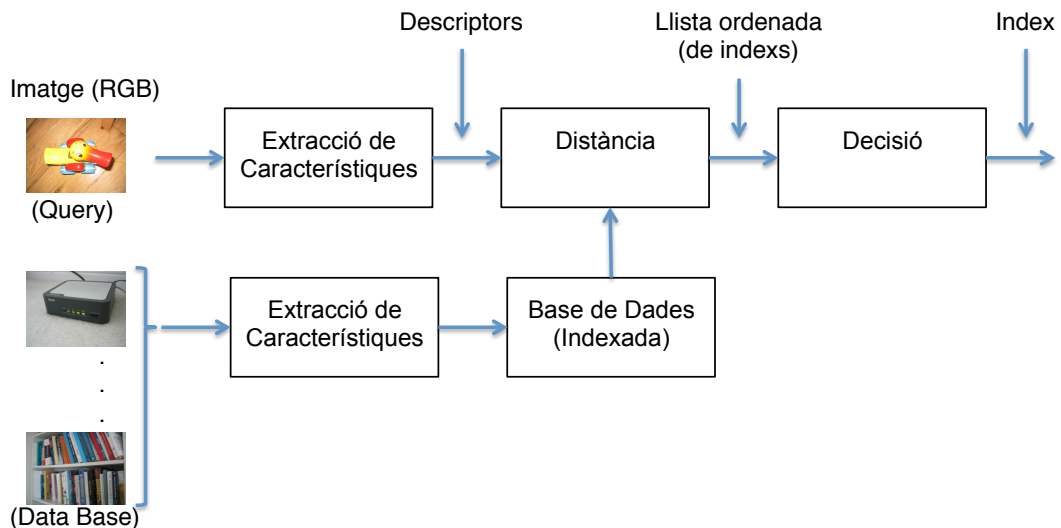 Descriptors
Llista ordenada
(de indexs)
Index
Imatge (RGB)
Extracció de
Característiques
Distància
Decisió
(Query)
Extracció de
Característiques
Base de Dades
(Indexada)
.
.
.
(Data Base)